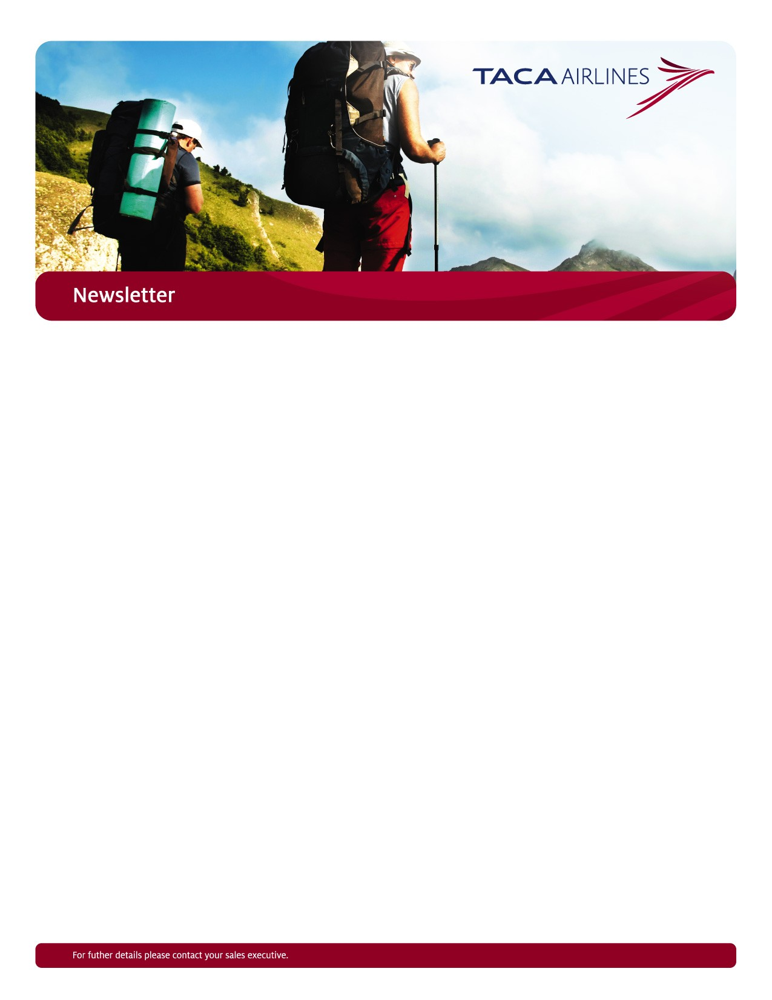 TACA AIRLINES
Newsletter
For futher details please contact your sales executive.